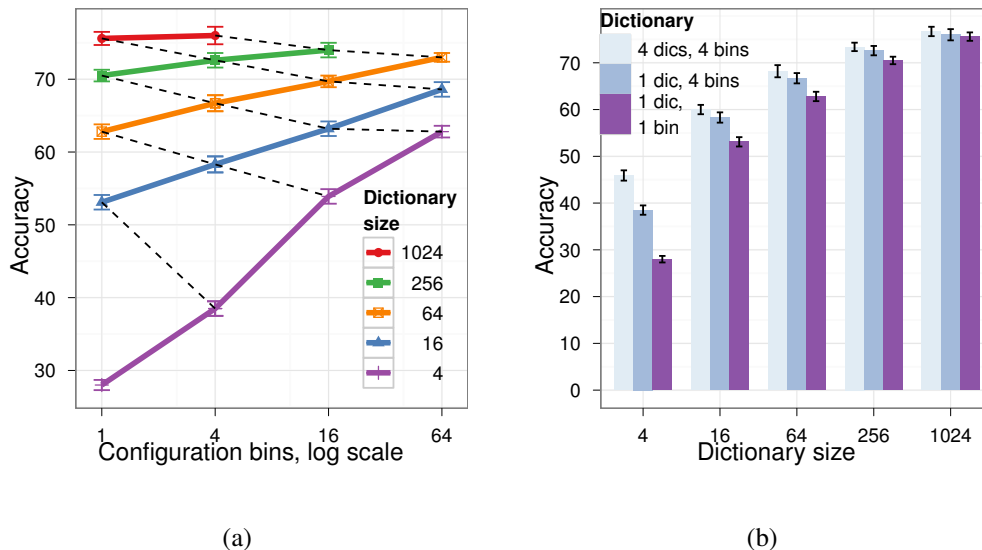 70
60
50
40
30
Accuracy
1
4
16
64
Configuration bins, log scale
Dictionary
size
1024
256
64
16
4
(a)
Dictionary
4 dics, 4 bins
1 dic, 4 bins
1 dic,
1 bin
70
60
50
40
30
20
10
0
Accuracy
4
16
64
256
1024
Dictionary size
(b)